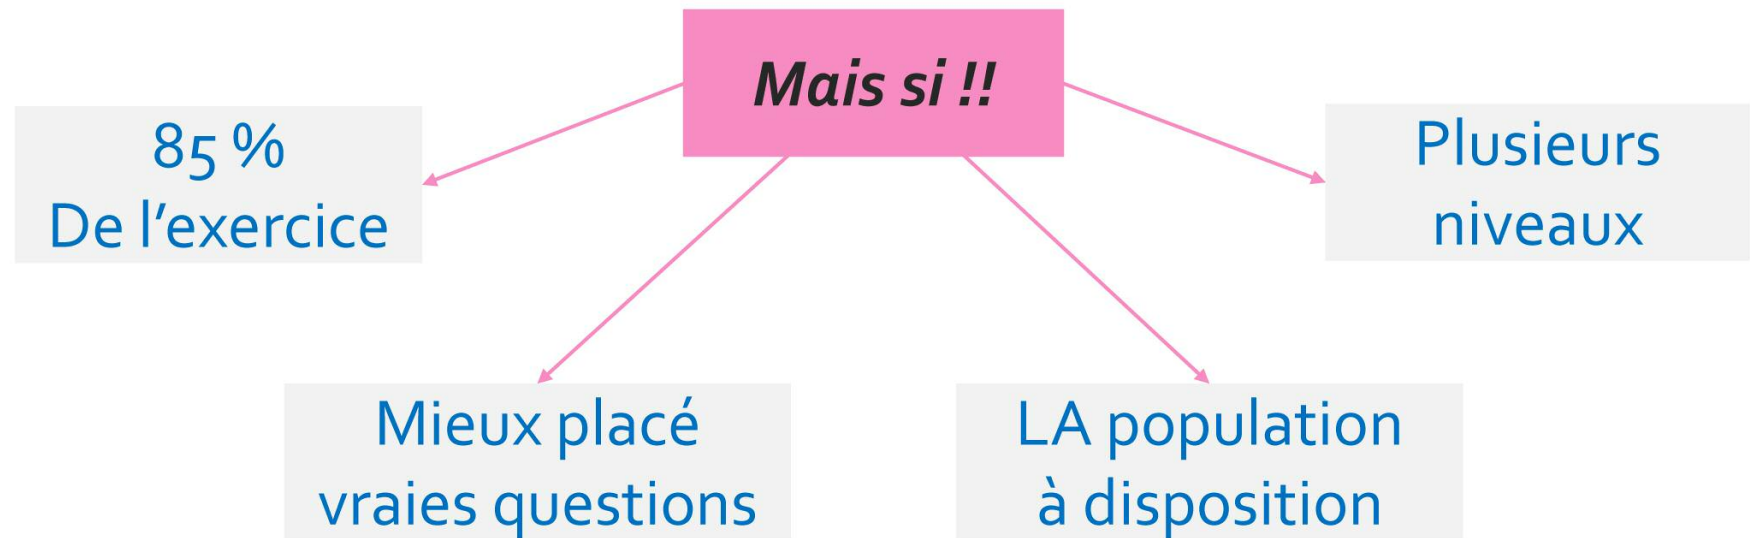 Mais si !!
85 %
De l’exercice
Plusieurs
niveaux
Mieux placé
vraies questions
LA population
à disposition